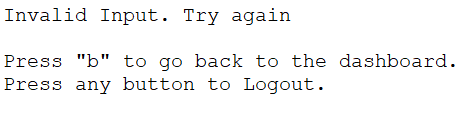 Invalid Input. Try again
Press "b" to go back to the dashboard.
Press any button to Logout.